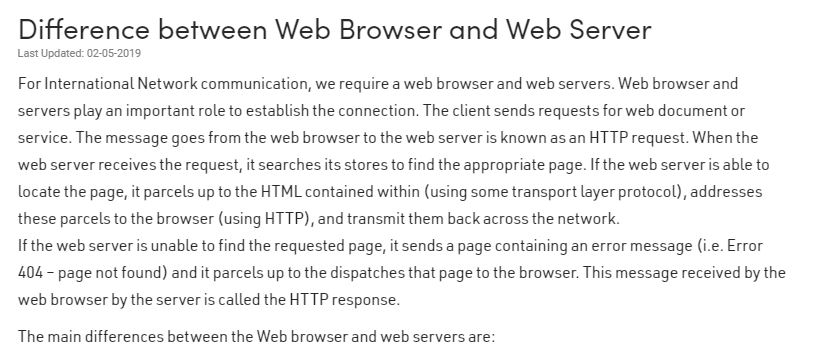 Difference between Web Browser and Web Server
Last Updated: 02-05-2019
For International Network communication, we require a web browser and web servers. Web browser and
servers play an important role to establish the connection. The client sends requests for web document or
service. The message goes from the web browser to the web server is known as an HTTP request. When the
web server receives the request, it searches its stores to find the appropriate page. If the web server is able to
locate the page, it parcels up to the HTML contained within (using some transport layer protocol), addresses
these parcels to the browser (using HTTP), and transmit them back across the network.
If the web server is unable to find the requested page, it sends a page containing an error message (i.e. Error
404 – page not found) and it parcels up to the dispatches that page to the browser. This message received by the
web browser by the server is called the HTTP response.
The main differences between the Web browser and web servers are: